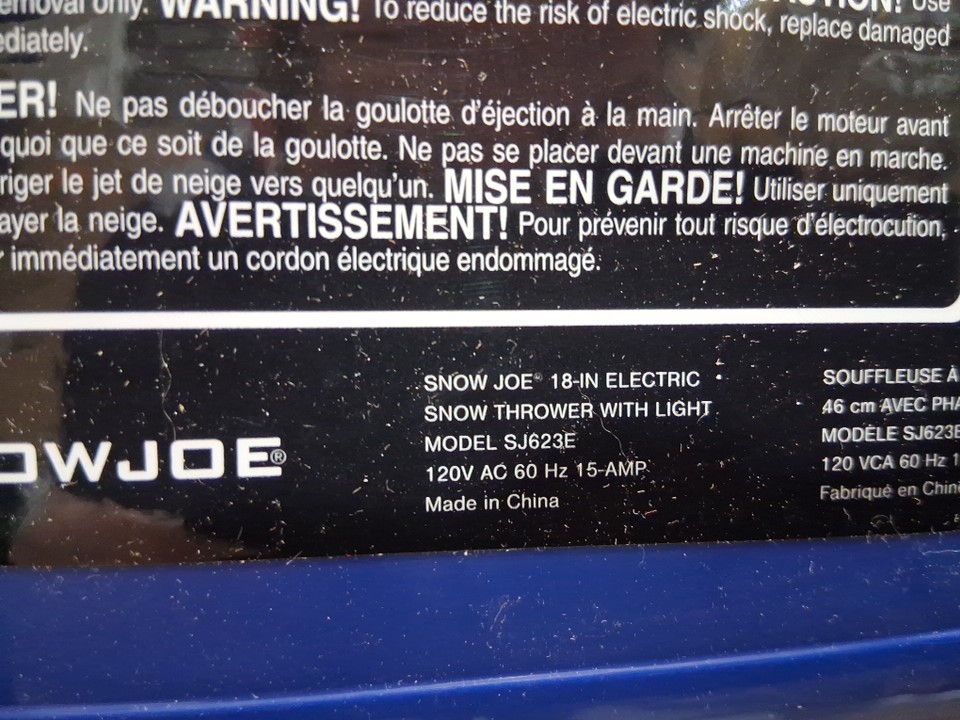 emoval only. WARNING! To reduce the risk of electric shock, replace damaged
CAUTION! Use
ediately.
ER! Ne pas déboucher la goulotte d'éjection à la main. Arrêter le moteur avant
quoi que ce soit de la goulotte. Ne pas se placer devant une machine en marche.
riger le jet de neige vers quelqu'un. MISE EN GARDE! Utiliser uniquement
ayer la neige. AVERTISSEMENT! Pour prévenir tout risque d'électrocution,
r immédiatement un cordon électrique endommagé.
OWJOE®
SNOW JOE® 18-IN ELECTRIC
SNOW THROWER WITH LIGHT
MODEL SJ623E
120V AC 60 Hz 15-AMP
Made in China
SOUFFLEUSE À
46 cm AVEC PHA
MODÈLE SJ623E
120 VCA 60 Hz 1
Fabriqué en Chin